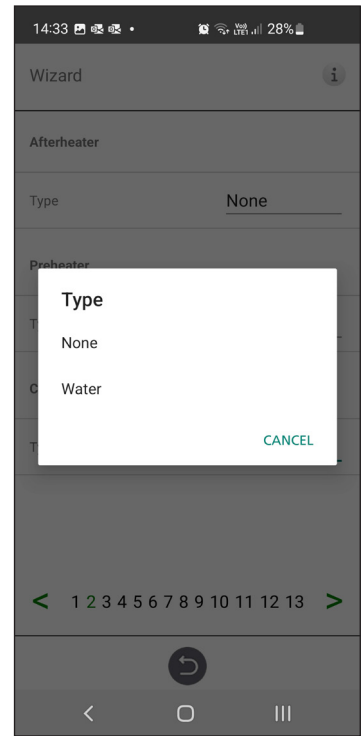 14:33 28%
Wizard i
Afterheater
Type None
Preheater
T
Type
None
C
Water
T
CANCEL
< 1 2 3 4 5 6 7 8 9 10 11 12 13 >